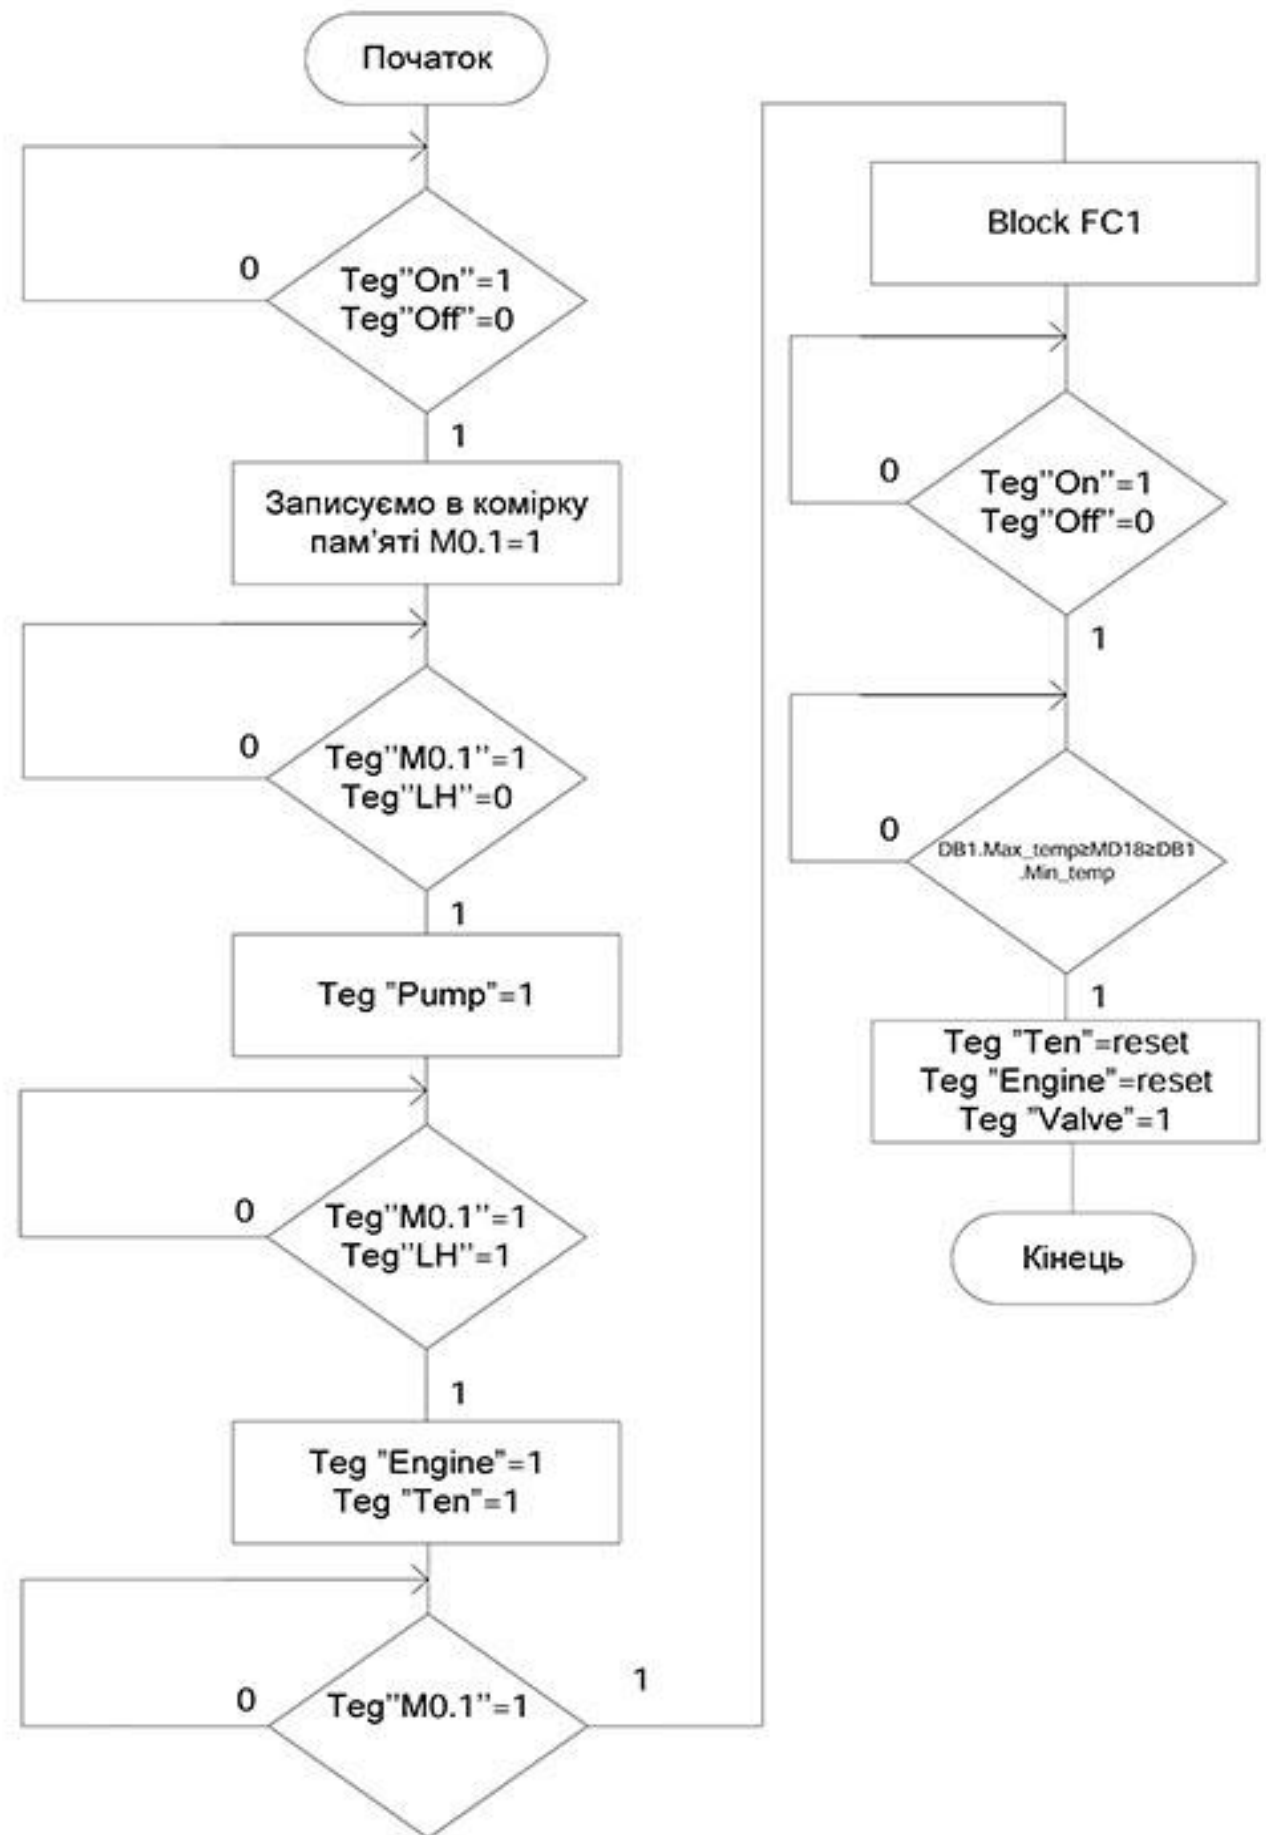 Початок
0
Teg"On"=1
Teg"Off"=0
1
Записуємо в комірку
пам'яті M0.1=1
0
Teg"M0.1"=1
Teg"LH"=0
1
Teg "Pump"=1
0
Teg"M0.1"=1
Teg"LH"=1
1
Teg "Engine"=1
Teg "Ten"=1
0
Teg"M0.1"=1
1
Block FC1
0
Teg"On"=1
Teg"Off"=0
1
0
DB1.Max_temp≥MD18≥DB1
.Min_temp
1
Teg "Ten"=reset
Teg "Engine"=reset
Teg "Valve"=1
Кінець